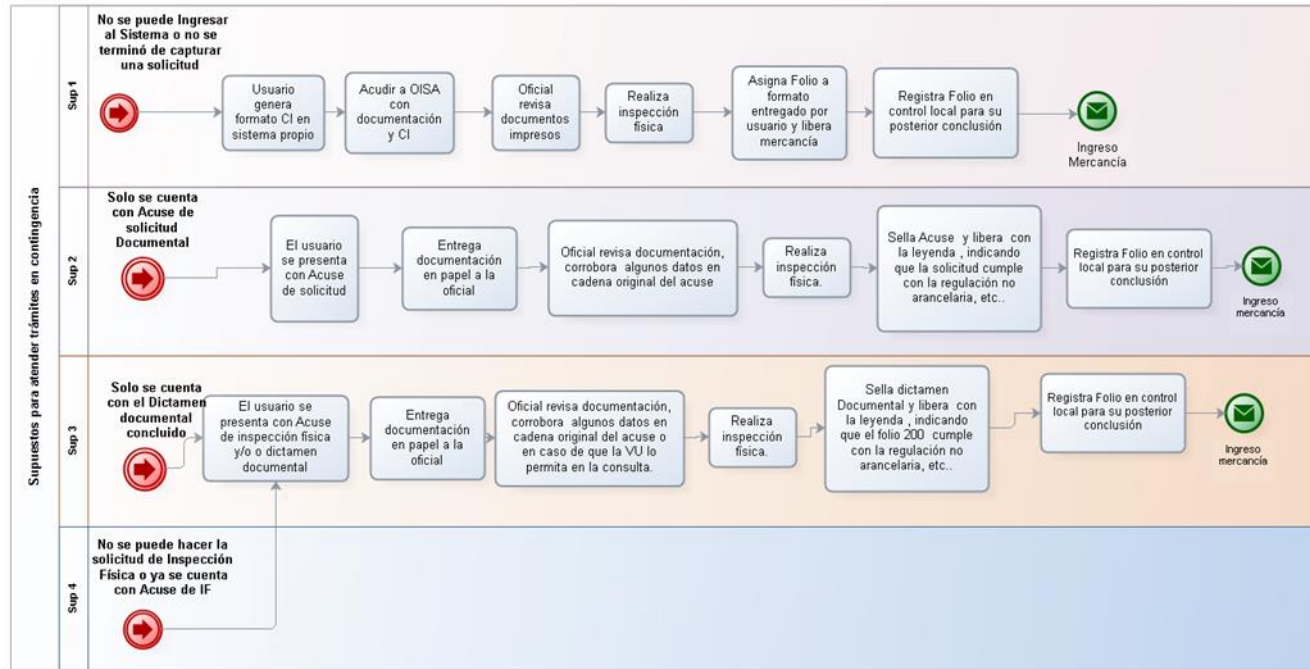 Supuestos para atender trámites en contingencia
Sup 1
No se puede Ingresar
al Sistema o no se
terminó de capturar
una solicitud
Usuario
genera
formato CI en
sistema propio
Acudir a OISA
con
documentación
y CI
Oficial
revisa
documentos
impresos
Realiza
inspección
física
Asigna Folio a
formato
entregado por
usuario y libera
mercancía
Registra Folio en
control local para su
posterior conclusión
Ingreso
Mercancía
Sup 2
Solo se cuenta
con Acuse de
solicitud
Documental
El usuario
se presenta
con Acuse
de solicitud
Entrega
documentación
en papel a la
oficial
Oficial revisa documentación,
corrobora algunos datos en
cadena original del acuse
Realiza
inspección
física.
Sella Acuse y libera con
la leyenda , indicando
que la solicitud cumple
con la regulación no
arancelaria, etc..
Registra Folio en control
local para su posterior
conclusión
Ingreso
mercancía
Sup 3
Solo se cuenta
con el Dictamen
documental
concluido
El usuario se
presenta con Acuse
de inspección física
y/o o dictamen
documental
Entrega
documentación
en papel a la
oficial
Oficial revisa documentación,
corrobora algunos datos en
cadena original del acuse o
en caso de que la VU lo
permita en la consulta.
Realiza
inspección
física.
Sella dictamen
Documental y libera con
la leyenda , indicando
que el folio 200 cumple
con la regulación no
arancelaria, etc..
Registra Folio en control
local para su posterior
conclusión
Ingreso
mercancía
Sup 4
No se puede hacer la
solicitud de Inspección
Física o ya se cuenta
con Acuse de IF